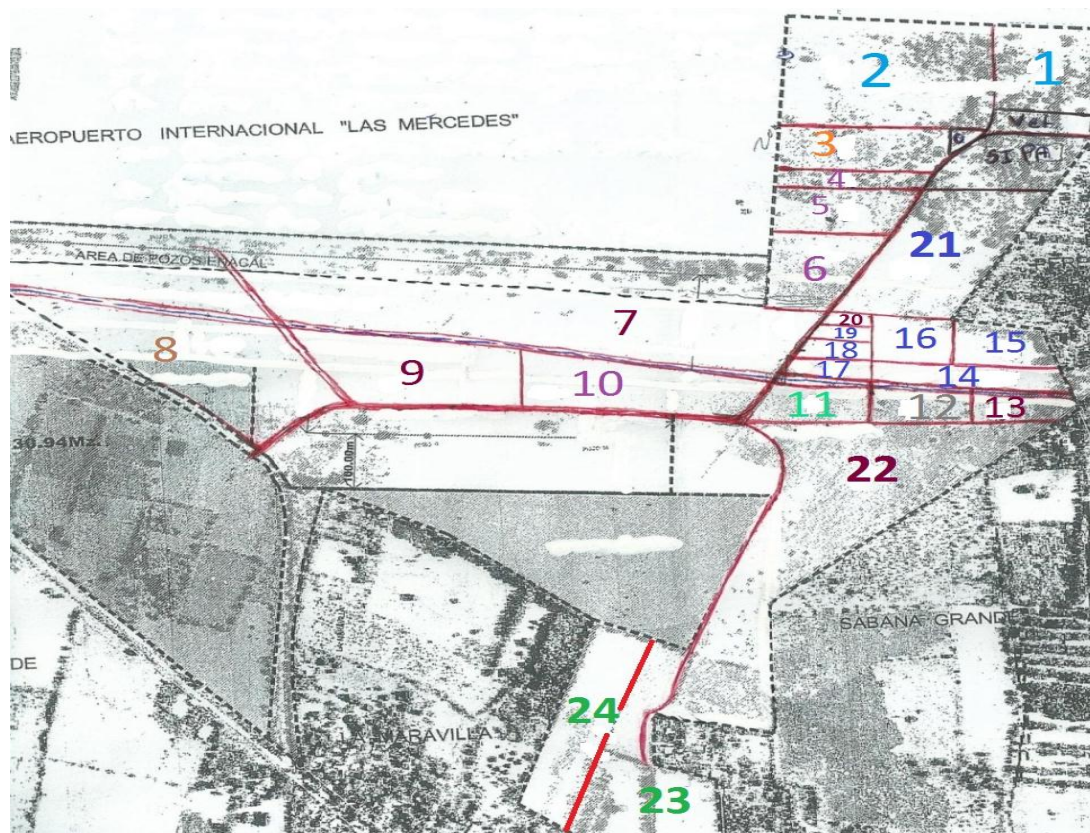 2
1
AEROPUERTO INTERNACIONAL "LAS MERCEDES"
Vet
SIPA
3
4
5
21
AREA DE POZOS ENACAL
6
7
20
19
16
15
18
8
9
17
14
10
11
12
13
30.94Mz.
100.00m
22
SABANA GRANDE
DE
24
LA MARAVILLA
23